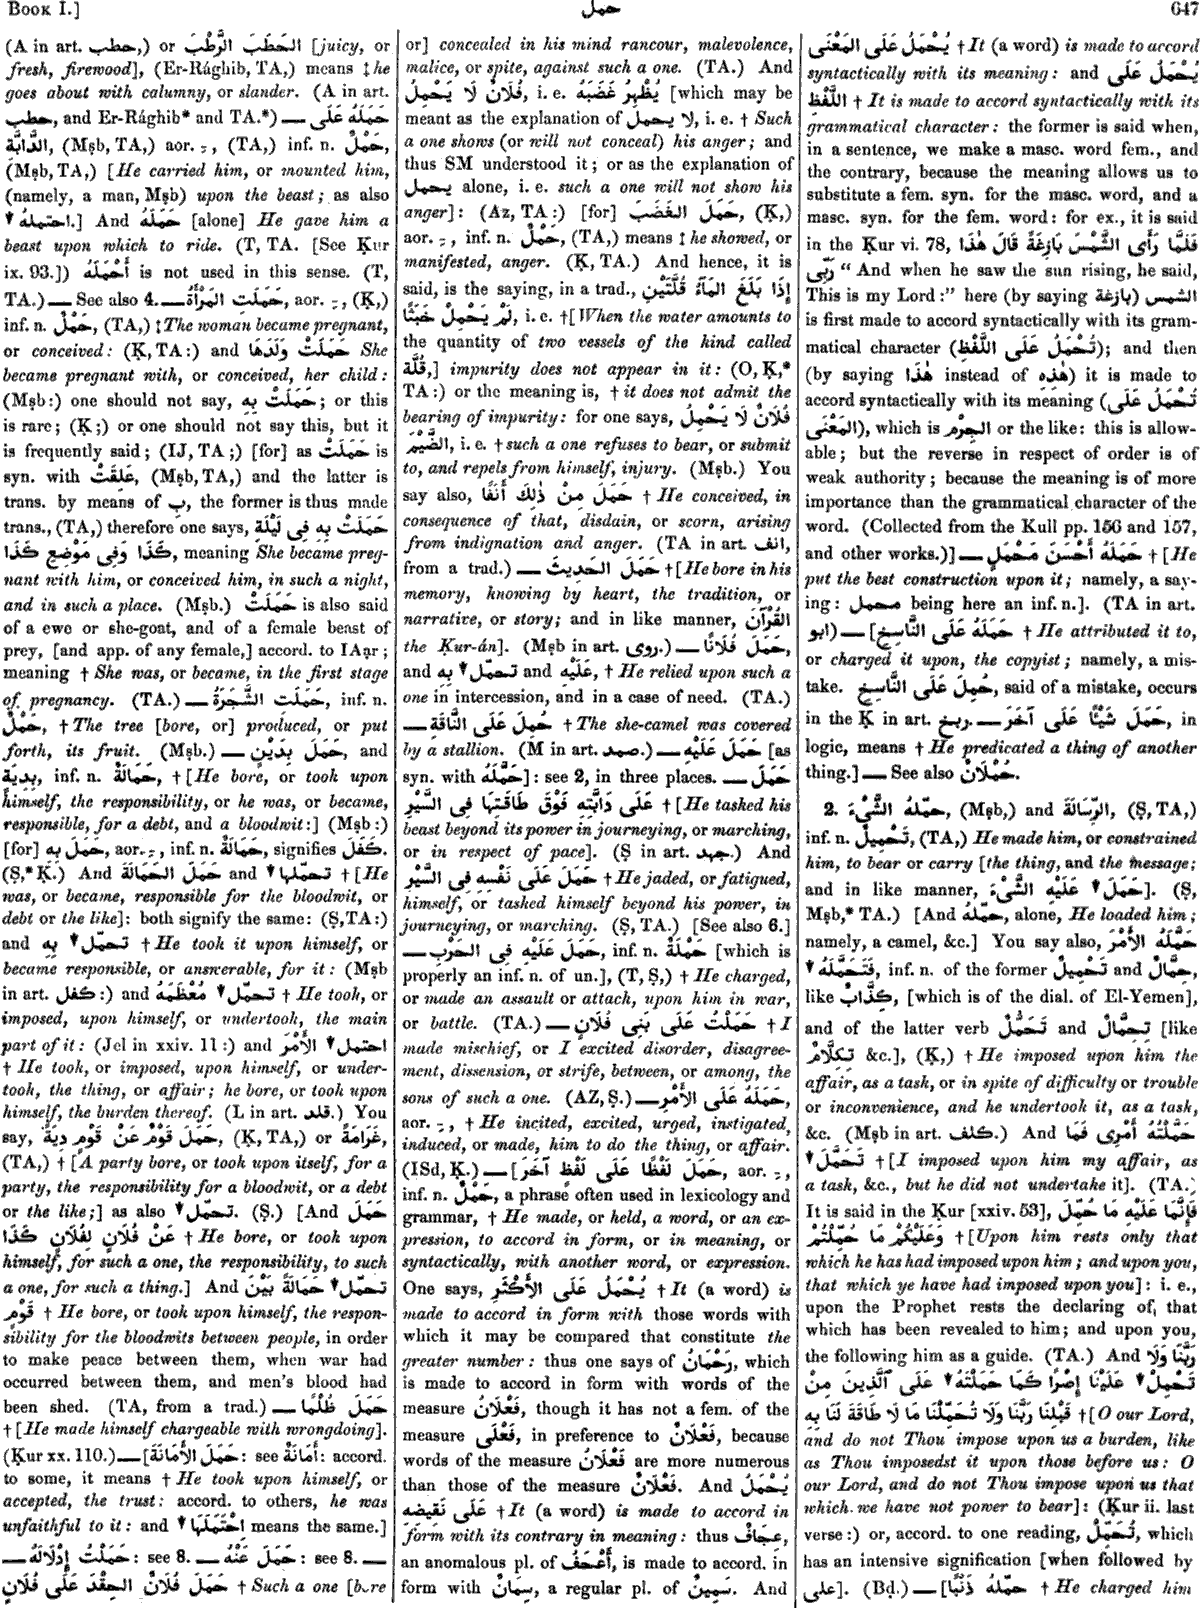 BOOK I.]
حمل
647
(A in art. حطب,) or الحَطَبَ الرَّطْبَ [juicy, or
fresh, firewood], (Er-Rághib, TA,) means ‡ he
goes about with calumny, or slander. (A in art.
حطب, and Er-Rághib* and TA.*) — حَمَلَهُ عَلَى
الدَّابَّةِ, (Mṣb, TA,) aor. ـِ, (TA,) inf. n. حَمْلٌ,
(Mṣb, TA,) [He carried him, or mounted him,
(namely, a man, Mṣb) upon the beast; as also
▼ احتملهُ.] And حَمَلَهُ [alone] He gave him a
beast upon which to ride. (T, TA. [See Ḳur
ix. 93.]) أَحْمَلَهُ is not used in this sense. (T,
TA.) — See also 4. — حَمَلَتِ المَرْأَةُ, aor. ـِ, (Ḳ,)
inf. n. حَمْلٌ, (TA,) ‡ The woman became pregnant,
or conceived: (Ḳ, TA:) and حَمَلَتْ وَلَدَهَا She
became pregnant with, or conceived, her child:
(Mṣb:) one should not say, حَمَلَتْ بِهِ; or this
is rare; (Ḳ;) or one should not say this, but it
is frequently said; (IJ, TA;) [for] as حَمَلَتْ is
syn. with عَلِقَتْ, (Mṣb, TA,) and the latter is
trans. by means of ب, the former is thus made
trans., (TA,) therefore one says, حَمَلَتْ بِهِ فِى لَيْلَةِ
كَذَا وَفِى مَوْضِعِ كَذَا, meaning She became preg-
nant with him, or conceived him, in such a night,
and in such a place. (Mṣb.) حَمَلَتْ is also said
of a ewe or she-goat, and of a female beast of
prey, [and app. of any female,] accord. to IAạr;
meaning † She was, or became, in the first stage
of pregnancy. (TA.) — حَمَلَتِ الشَّجَرَةُ, inf. n.
حَمْلٌ, † The tree [bore, or] produced, or put
forth, its fruit. (Mṣb.) — حَمَلَ بِدَيْنٍ, and
بِدِيَةٍ, inf. n. حَمَالَةٌ, † [He bore, or took upon
himself, the responsibility, or he was, or became,
responsible, for a debt, and a bloodwit:] (Mṣb:)
[for] حَمَلَ بِهِ, aor. ـِ, inf. n. حَمَالَةٌ, signifies كَفَلَ.
(Ṣ,* Ḳ.) And حَمَلَ الحَمَالَةَ and ▼ تحمّلها † [He
was, or became, responsible for the bloodwit, or
debt or the like]: both signify the same: (Ṣ, TA:)
and ▼ تحمّل بِهِ † He took it upon himself, or
became responsible, or answerable, for it: (Mṣb
in art. كفل:) and ▼ تحمّل مُعْظَمَهُ † He took, or
imposed, upon himself, or undertook, the main
part of it: (Jel in xxiv. 11:) and ▼ احتمل الأَمْرَ
† He took, or imposed, upon himself, or under-
took, the thing, or affair; he bore, or took upon
himself, the burden thereof. (L in art. قلد.) You
say, حَمَلَ قَوْمٌ عَنْ قَوْمٍ دِيَةً, (Ḳ, TA,) or غَرَامَةً,
(TA,) † [A party bore, or took upon itself, for a
party, the responsibility for a bloodwit, or a debt
or the like;] as also ▼ تحمّل. (Ṣ.) [And حَمَلَ
عَنْ فُلَانٍ لِفُلَانٍ كَذَا † He bore, or took upon
himself, for such a one, the responsibility, to such
a one, for such a thing.] And ▼ تحمّل حَمَالَةً بَيْنَ
قَوْمٍ † He bore, or took upon himself, the respon-
sibility for the bloodwits between people, in order
to make peace between them, when war had
occurred between them, and men's blood had
been shed. (TA, from a trad.) — حَمَلَ ظُلْمًا
† [He made himself chargeable with wrongdoing].
(Ḳur xx. 110.) — [حَمَلَ الأَمَانَةَ: see أَمَانَةٌ: accord.
to some, it means † He took upon himself, or
accepted, the trust: accord. to others, he was
unfaithful to it: and ▼ اِحْتَمَلَهَا means the same.]
— حَمَلْتُ إِدْلَالَهُ: see 8. — حَمَلَ عَنْهُ: see 8. —
حَمَلَ فُلَانٌ الحِقْدَ عَلَى فُلَانٍ † Such a one [bore
or] concealed in his mind rancour, malevolence,
malice, or spite, against such a one. (TA.) And
فُلَانٌ لَا يَحْمِلُ, i. e. يُظْهِرُ غَضَبَهُ [which may be
meant as the explanation of لا يحمل, i. e. † Such
a one shows (or will not conceal) his anger; and
thus SM understood it; or as the explanation of
يحمل alone, i. e. such a one will not show his
anger]: (Az, TA:) [for] حَمَلَ الغَضَبَ, (Ḳ,)
aor. ـِ, inf. n. حَمْلٌ, (TA,) means ‡ he showed, or
manifested, anger. (Ḳ, TA.) And hence, it is
said, is the saying, in a trad., إِذَا بَلَغَ المَآءُ قُلَّتَيْنِ
لَمْ يَحْمِلْ خَبَثًا, i. e. † [When the water amounts to
the quantity of two vessels of the kind called
قُلَّة,] impurity does not appear in it: (O, Ḳ,*
TA:) or the meaning is, † it does not admit the
bearing of impurity: for one says, فُلَانٌ لَا يَحْمِلُ
الضَّيْمَ, i. e. † such a one refuses to bear, or submit
to, and repels from himself, injury. (Mṣb.) You
say also, حَمَلَ مِنْ ذٰلِكَ أَنَفًا † He conceived, in
consequence of that, disdain, or scorn, arising
from indignation and anger. (TA in art. انف,
from a trad.) — حَمَلَ الحَدِيثَ † [He bore in his
memory, knowing by heart, the tradition, or
narrative, or story; and in like manner, القُرْآنَ
the Ḳur-án]. (Mṣb in art. روى.) — حَمَلَ فُلَانًا,
and ▼ تحمّل بِهِ and عَلَيْهِ, † He relied upon such a
one in intercession, and in a case of need. (TA.)
— حُمِلَ عَلَى النَّاقَةِ † The she-camel was covered
by a stallion. (M in art. صمد.) — حَمَلَ عَلَيْهِ [as
syn. with حَمَّلَهُ]: see 2, in three places. — حَمَلَ
عَلَى دَابَّتِهِ فَوْقَ طَاقَتِهَا فِى السَّيْرِ † [He tasked his
beast beyond its power in journeying, or marching,
or in respect of pace]. (Ṣ in art. جهد.) And
حَمَلَ عَلَى نَفْسِهِ فِى السَّيْرِ † He jaded, or fatigued,
himself, or tasked himself beyond his power, in
journeying, or marching. (Ṣ, TA.) [See also 6.]
— حَمَلَ عَلَيْهِ فِى الحَرْبِ, inf. n. حَمْلَةٌ [which is
properly an inf. n. of un.], (T, Ṣ,) † He charged,
or made an assault or attack, upon him in war,
or battle. (TA.) — حَمَلْتُ عَلَى بَنِى فُلَانٍ † I
made mischief, or I excited disorder, disagree-
ment, dissension, or strife, between, or among, the
sons of such a one. (AZ, Ṣ.) — حَمَلَهُ عَلَى الأَمْرِ,
aor. ـِ, † He incited, excited, urged, instigated,
induced, or made, him to do the thing, or affair.
(ISd, Ḳ.) — [حَمَلَ لَفْظًا عَلَى لَفْظٍ آخَرَ, aor. ـِ,
inf. n. حَمْلٌ, a phrase often used in lexicology and
grammar, † He made, or held, a word, or an ex-
pression, to accord in form, or in meaning, or
syntactically, with another word, or expression.
One says, يُحْمَلُ عَلَى الأَكْثَرِ † It (a word) is
made to accord in form with those words with
which it may be compared that constitute the
greater number: thus one says of رَحْمَانُ, which
is made to accord in form with words of the
measure فَعْلَانُ, though it has not a fem. of the
measure فَعْلَى, in preference to فَعْلَانٌ, because
words of the measure فَعْلَانُ are more numerous
than those of the measure فَعْلَانٌ. And يُحْمَلُ
عَلَى نَقِيضِهِ † It (a word) is made to accord in
form with its contrary in meaning: thus عِجَافٌ,
an anomalous pl. of أَعْجَفُ, is made to accord. in
form with سِمَانٌ, a regular pl. of سَمِينٌ. And
يُحْمَلُ عَلَى المَعْنَى † It (a word) is made to accord
syntactically with its meaning: and يُحْمَلُ عَلَى
اللَّفْظِ † It is made to accord syntactically with its
grammatical character: the former is said when,
in a sentence, we make a masc. word fem., and
the contrary, because the meaning allows us to
substitute a fem. syn. for the masc. word, and a
masc. syn. for the fem. word: for ex., it is said
in the Ḳur vi. 78, فَلَمَّا رَأَى الشَّمْسَ بَازِغَةً قَالَ هٰذَا
رَبِّى “And when he saw the sun rising, he said,
This is my Lord:” here (by saying بازغة) الشمس
is first made to accord syntactically with its gram-
matical character (تُحْمَلُ عَلَى اللَّفْظِ); and then
(by saying هٰذَا instead of هٰذِهِ) it is made to
accord syntactically with its meaning (تُحْمَلُ عَلَى
المَعْنَى), which is الجِرْم or the like: this is allow-
able; but the reverse in respect of order is of
weak authority; because the meaning is of more
importance than the grammatical character of the
word. (Collected from the Kull pp. 156 and 157,
and other works.)] — حَمَلَهُ أَحْسَنَ مَحْمَلٍ † [He
put the best construction upon it; namely, a say-
ing: محمل being here an inf. n.]. (TA in art.
ابو) — [حَمَلَهُ عَلَى النَّاسِخِ † He attributed it to,
or charged it upon, the copyist; namely, a mis-
take. حُمِلَ عَلَى النَّاسِخِ, said of a mistake, occurs
in the Ḳ in art. ربخ. — حَمَلَ شَيْئًا عَلَى آخَرَ, in
logic, means † He predicated a thing of another
thing.] — See also حُمْلَانٌ.
2. حمّلهُ الشَّىْءَ, (Mṣb,) and الرِّسَالَةَ, (Ṣ, TA,)
inf. n. تَحْمِيلٌ, (TA,) He made him, or constrained
him, to bear or carry [the thing, and the message;
and in like manner, ▼ حَمَلَ عَلَيْهِ الشَّىْءَ]. (Ṣ,
Mṣb,* TA.) [And حمّلهُ, alone, He loaded him;
namely, a camel, &c.] You say also, حَمَّلَهُ الأَمْرَ
▼ فَتَحَمَّلَهُ, inf. n. of the former تَحْمِيلٌ and حِمَّالٌ,
like كِذَّابٌ, [which is of the dial. of El-Yemen],
and of the latter verb تَحَمُّلٌ and تِحِمَّالٌ [like
تِكِلَّامٌ &c.], (Ḳ,) † He imposed upon him the
affair, as a task, or in spite of difficulty or trouble
or inconvenience, and he undertook it, as a task,
&c. (Mṣb in art. كلف.) And حَمَّلْتُهُ أَمْرِى فَمَا
▼ تَحَمَّلَ † [I imposed upon him my affair, as
a task, &c., but he did not undertake it]. (TA.)
It is said in the Ḳur [xxiv. 53], فَإِنَّمَا عَلَيْهِ مَا حُمِّلَ
وَعَلَيْكُمْ مَا حُمِّلْتُمْ † [Upon him rests only that
which he has had imposed upon him; and upon you,
that which ye have had imposed upon you]: i. e.,
upon the Prophet rests the declaring of, that
which has been revealed to him; and upon you,
the following him as a guide. (TA.) And رَبَّنَا وَلَا
▼ تَحْمِلْ عَلَيْنَا إِصْرًا كَمَا ▼ حَمَلْتَهُ عَلَى ٱلَّذِينَ مِنْ
قَبْلِنَا رَبَّنَا وَلَا تُحَمِّلْنَا مَا لَا طَاقَةَ لَنَا بِهِ † [O our Lord,
and do not Thou impose upon us a burden, like
as Thou imposedst it upon those before us: O
our Lord, and do not Thou impose upon us that
which we have not power to bear]: (Ḳur ii. last
verse:) or, accord. to one reading, تُحَمِّلْ, which
has an intensive signification [when followed by
على]. (Bḍ.) — [حمّلهُ ذَنْبًا † He charged him